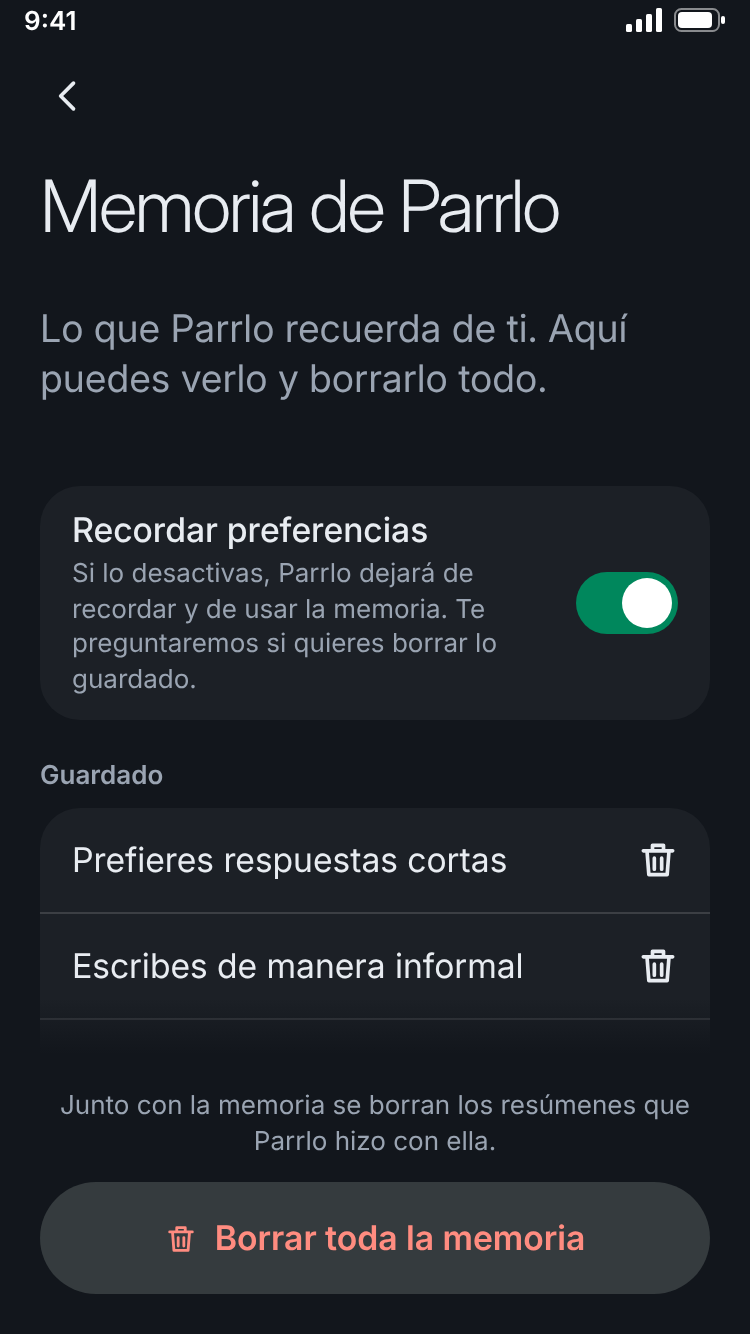 9:41
Memoria de Parrlo
Lo que Parrlo recuerda de ti. Aquí
puedes verlo y borrarlo todo.
Recordar preferencias
Si lo desactivas, Parrlo dejará de
recordar y de usar la memoria. Te
preguntaremos si quieres borrar lo
guardado.
Guardado
Prefieres respuestas cortas
Escribes de manera informal
Junto con la memoria se borran los resúmenes que
Parrlo hizo con ella.
Borrar toda la memoria